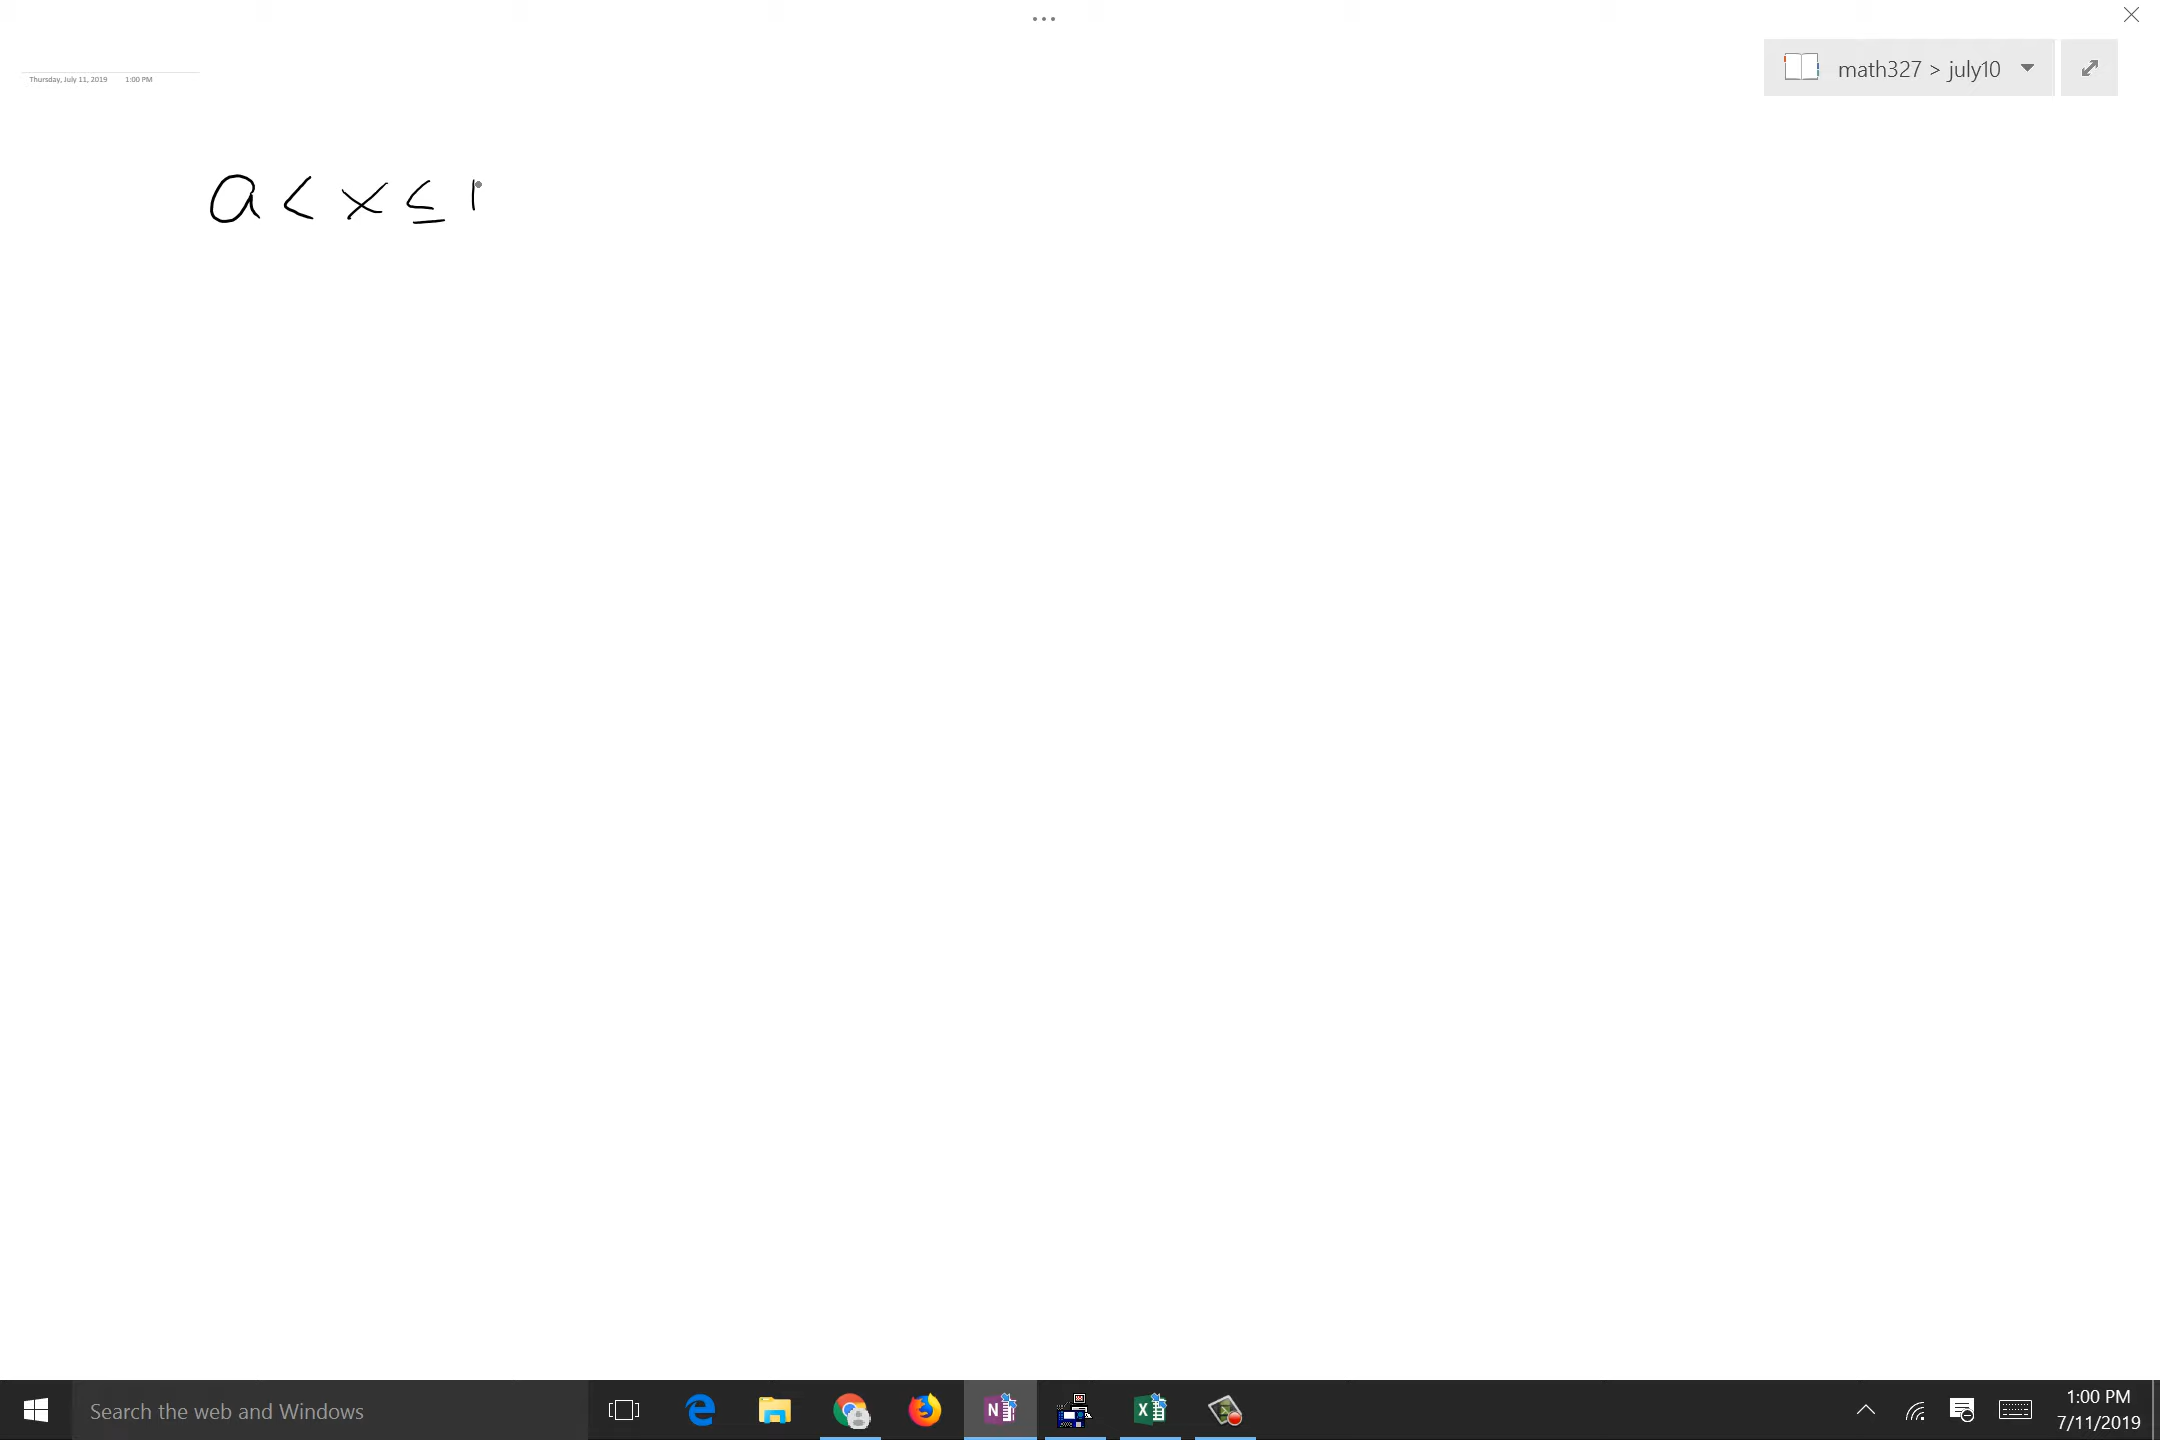 Thursday, July 11, 2019 1:00 PM
math327 > july10
a < x ≤
Search the web and Windows
1:00 PM
7/11/2019